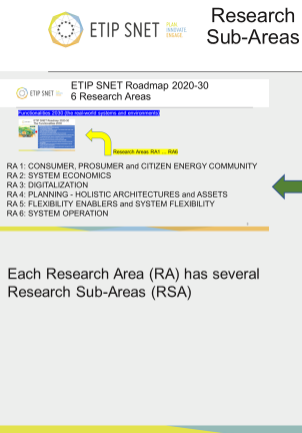 ETIP SNET
PLAN
INNOVATE
ENGAGE
Research
Sub-Areas
ETIP SNET
ETIP SNET Roadmap 2020-30
6 Research Areas
Functionalities 2030 (the real-world systems and environments)
Research Areas RA1 .... RA6
RA 1: CONSUMER, PROSUMER and CITIZEN ENERGY COMMUNITY
RA 2: SYSTEM ECONOMICS
RA 3: DIGITALIZATION
RA 4: PLANNING - HOLISTIC ARCHITECTURES and ASSETS
RA 5: FLEXIBILITY ENABLERS and SYSTEM FLEXIBILITY
RA 6: SYSTEM OPERATION
Each Research Area (RA) has several
Research Sub-Areas (RSA)